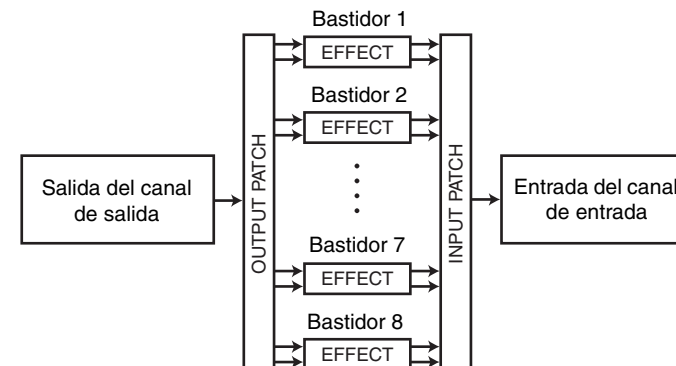 Bastidor 1
EFFECT
Bastidor 2
EFFECT
Salida del canal
de salida
OUTPUT PATCH
INPUT PATCH
Entrada del canal
de entrada
Bastidor 7
EFFECT
Bastidor 8
EFFECT